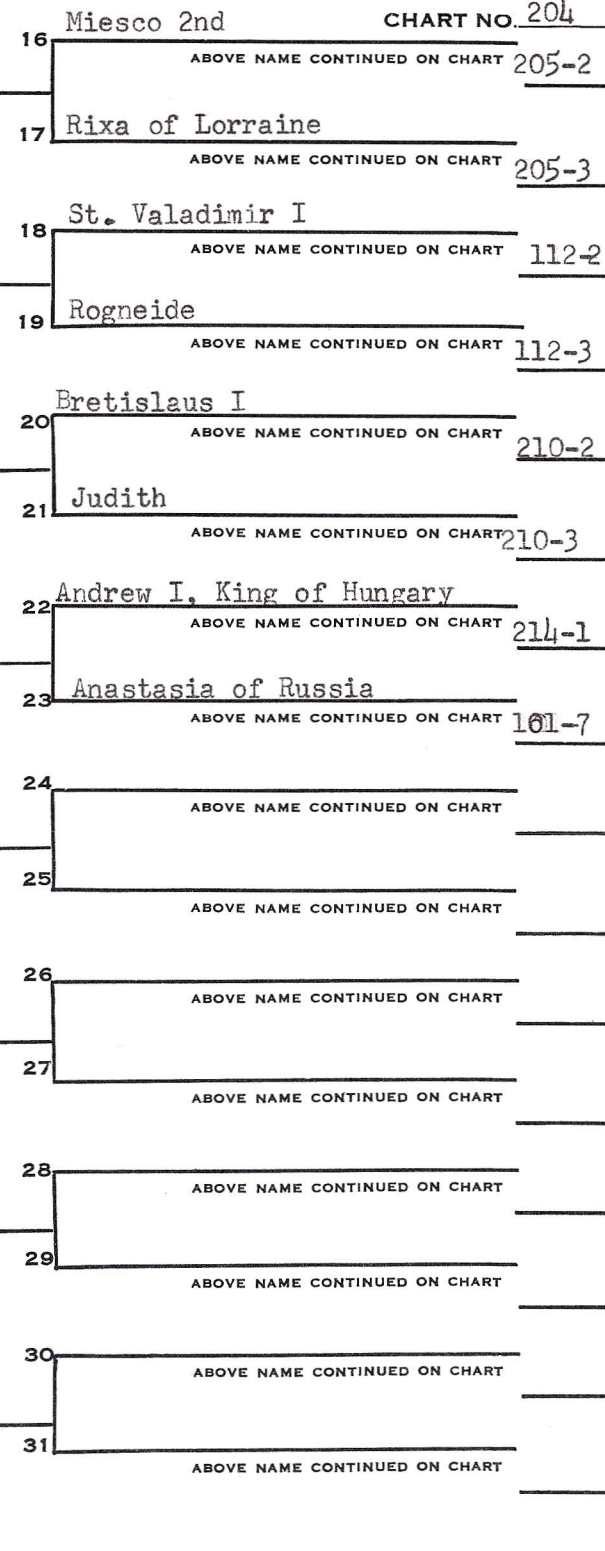 Miesco 2nd CHART NO. 204
16
ABOVE NAME CONTINUED ON CHART 205-2
17 Rixa of Lorraine
ABOVE NAME CONTINUED ON CHART 205-3
St. Valadimir I
18
ABOVE NAME CONTINUED ON CHART 112-2
19 Rogneide
ABOVE NAME CONTINUED ON CHART 112-3
Bretislaus I
20
ABOVE NAME CONTINUED ON CHART 210-2
21 Judith
ABOVE NAME CONTINUED ON CHART 210-3
22 Andrew I, King of Hungary
ABOVE NAME CONTINUED ON CHART 214-1
23 Anastasia of Russia
ABOVE NAME CONTINUED ON CHART 161-7
24
ABOVE NAME CONTINUED ON CHART
25
ABOVE NAME CONTINUED ON CHART
26
ABOVE NAME CONTINUED ON CHART
27
ABOVE NAME CONTINUED ON CHART
28
ABOVE NAME CONTINUED ON CHART
29
ABOVE NAME CONTINUED ON CHART
30
ABOVE NAME CONTINUED ON CHART
31
ABOVE NAME CONTINUED ON CHART